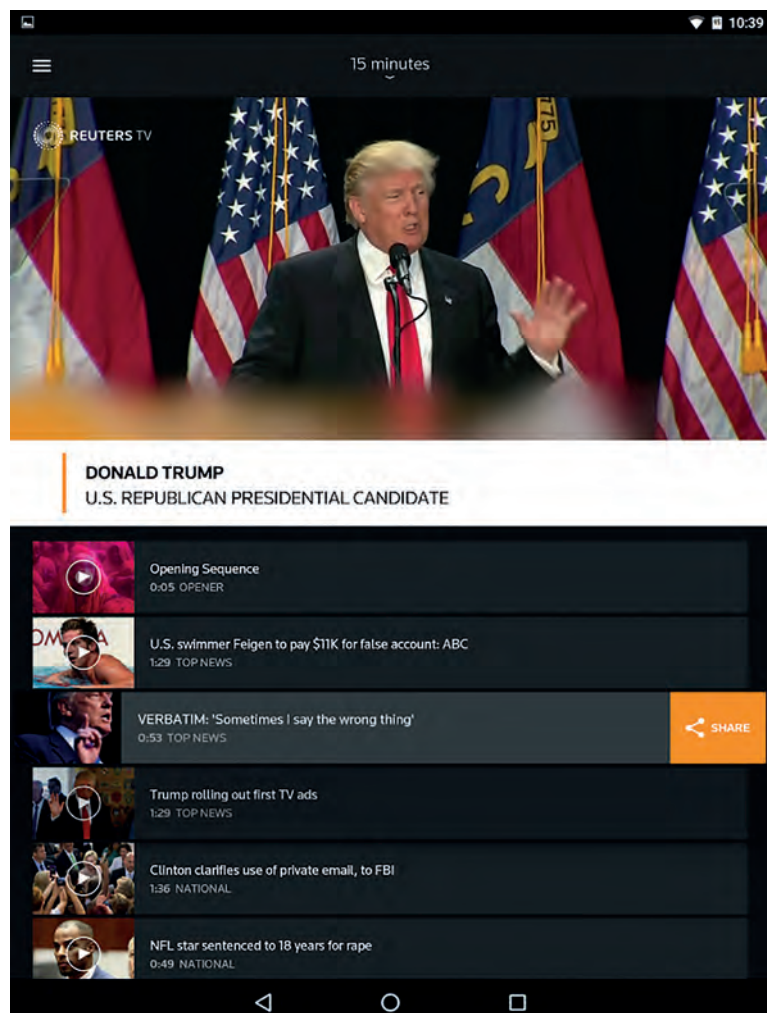 10:39
15 minutes
REUTERS TV
DONALD TRUMP
U.S. REPUBLICAN PRESIDENTIAL CANDIDATE
Opening Sequence
0:05 OPENER
U.S. swimmer Feigen to pay $11K for false account: ABC
1:29 TOP NEWS
VERBATIM: 'Sometimes I say the wrong thing'
0:53 TOP NEWS
SHARE
Trump rolling out first TV ads
1:29 TOP NEWS
Clinton clarifies use of private email, to FBI
1:36 NATIONAL
NFL star sentenced to 18 years for rape
0:49 NATIONAL